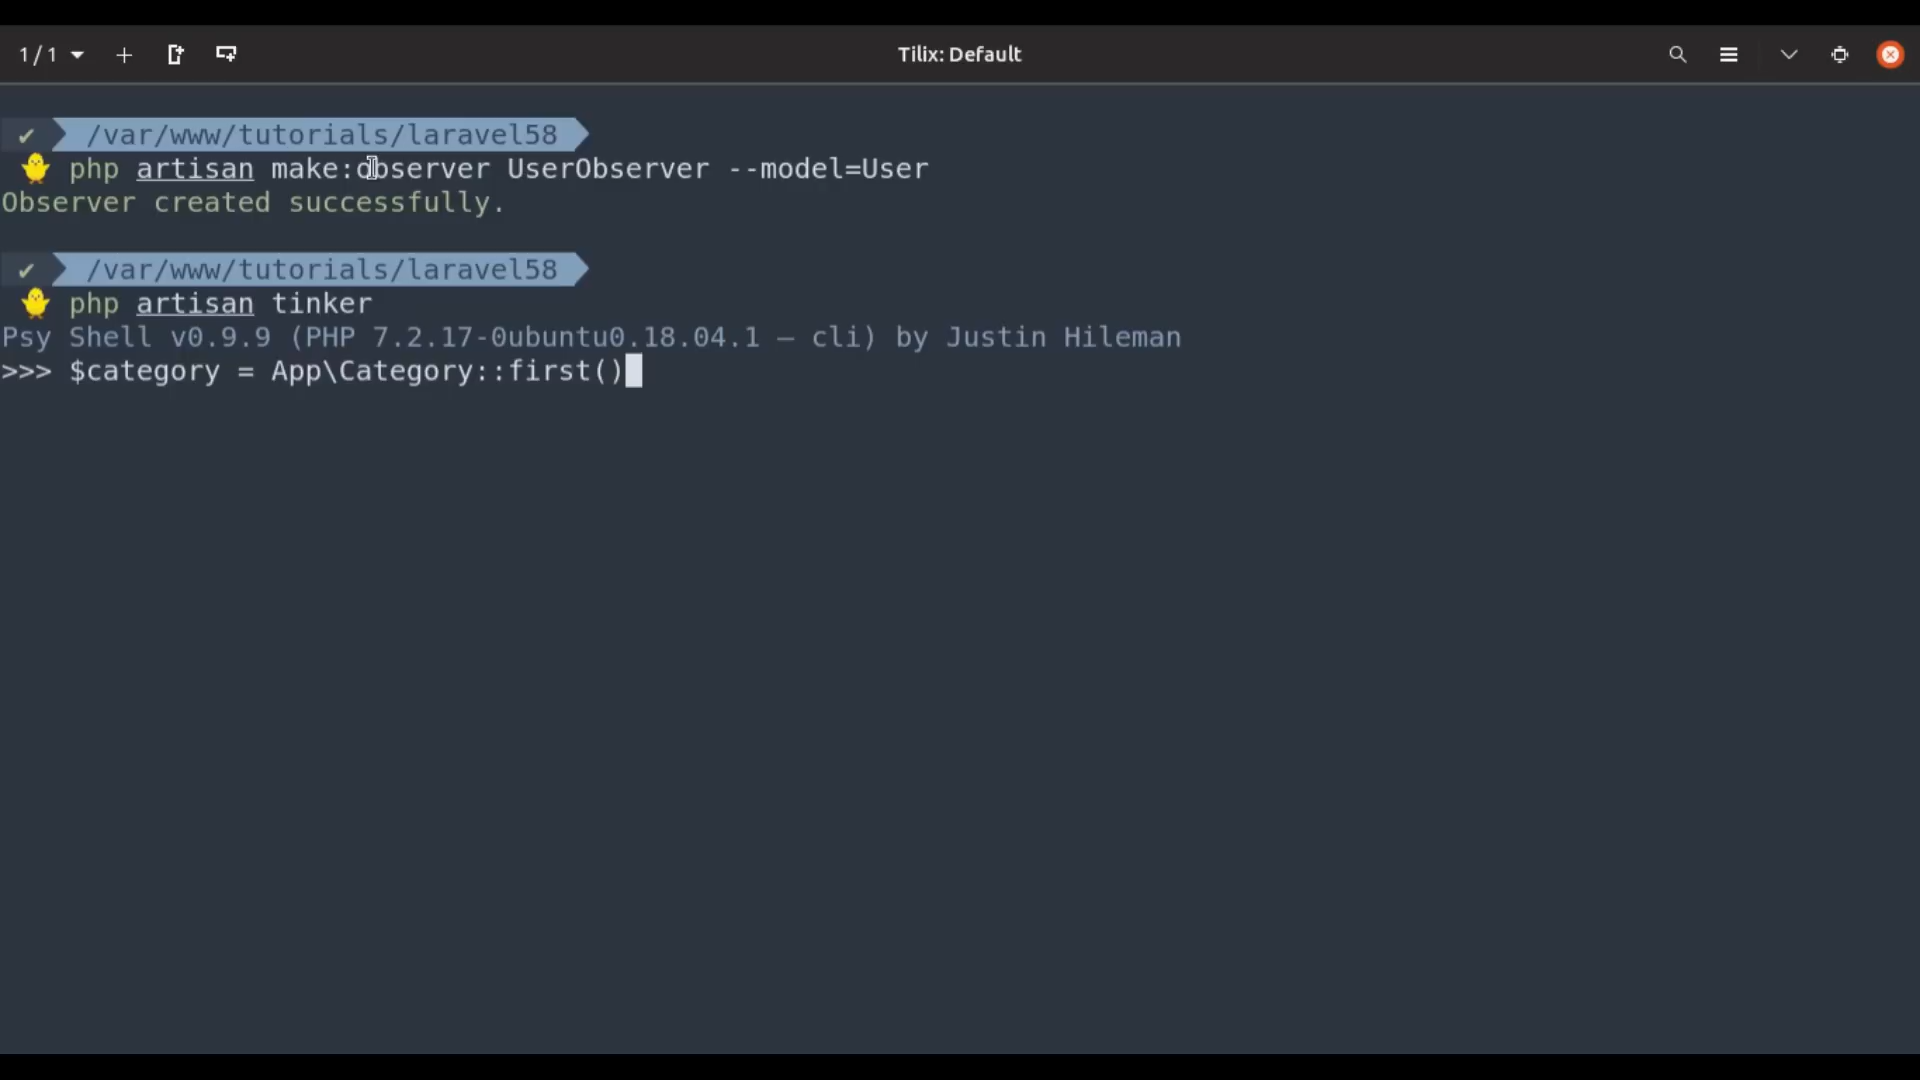 1 / 1
Tilix: Default
✔ /var/www/tutorials/laravel58
🐥 php artisan make:observer UserObserver --model=User
Observer created successfully.
✔ /var/www/tutorials/laravel58
🐥 php artisan tinker
Psy Shell v0.9.9 (PHP 7.2.17-0ubuntu0.18.04.1 — cli) by Justin Hileman
>>> $category = App\Category::first()